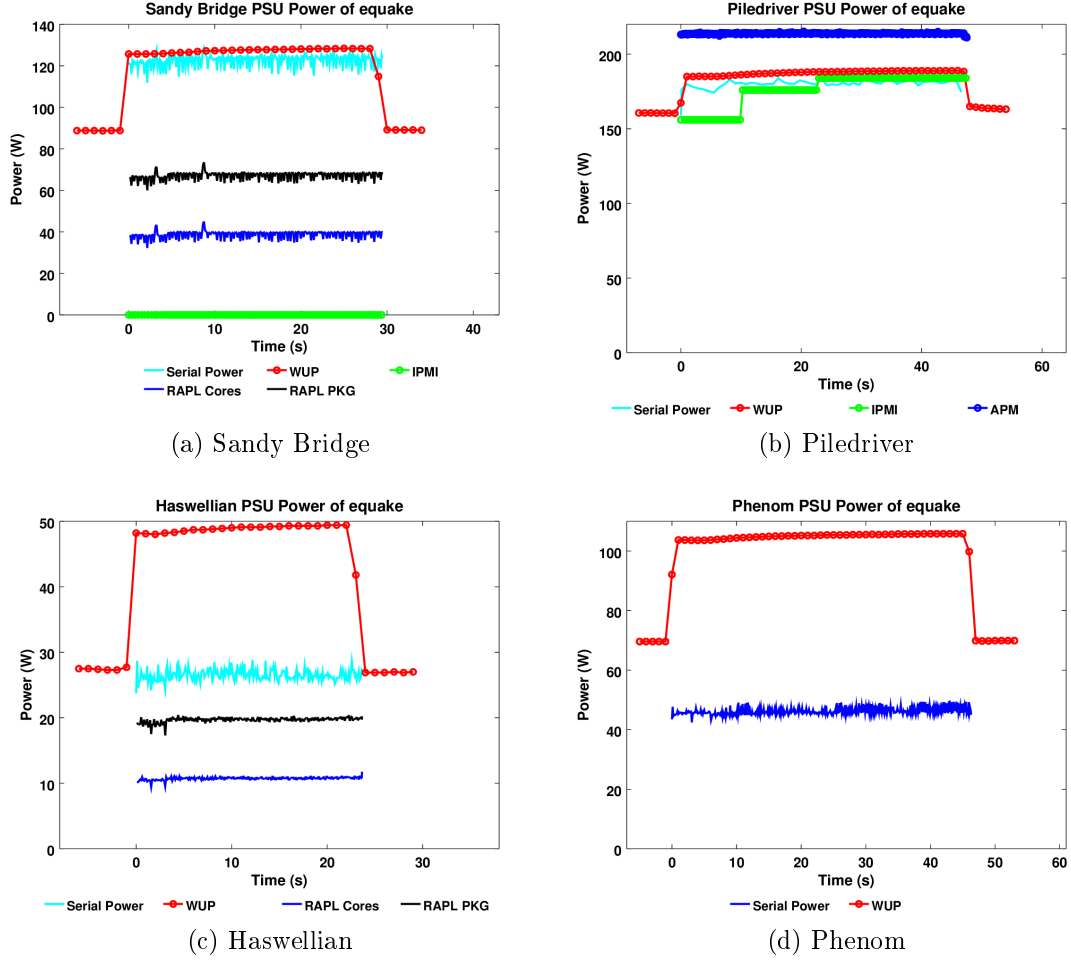 Sandy Bridge PSU Power of equake
140
120
100
80
60
40
20
0
Power (W)
0 10 20 30 40
Time (s)
Serial Power WUP IPMI
RAPL Cores RAPL PKG
(a) Sandy Bridge
Piledriver PSU Power of equake
200
150
100
50
0
Power (W)
0 20 40 60
Time (s)
Serial Power WUP IPMI APM
(b) Piledriver
Haswellian PSU Power of equake
50
40
30
20
10
0
Power (W)
0 10 20 30
Time (s)
Serial Power WUP RAPL Cores RAPL PKG
(c) Haswellian
Phenom PSU Power of equake
100
80
60
40
20
0
Power (W)
0 10 20 30 40 50 60
Time (s)
Serial Power WUP
(d) Phenom